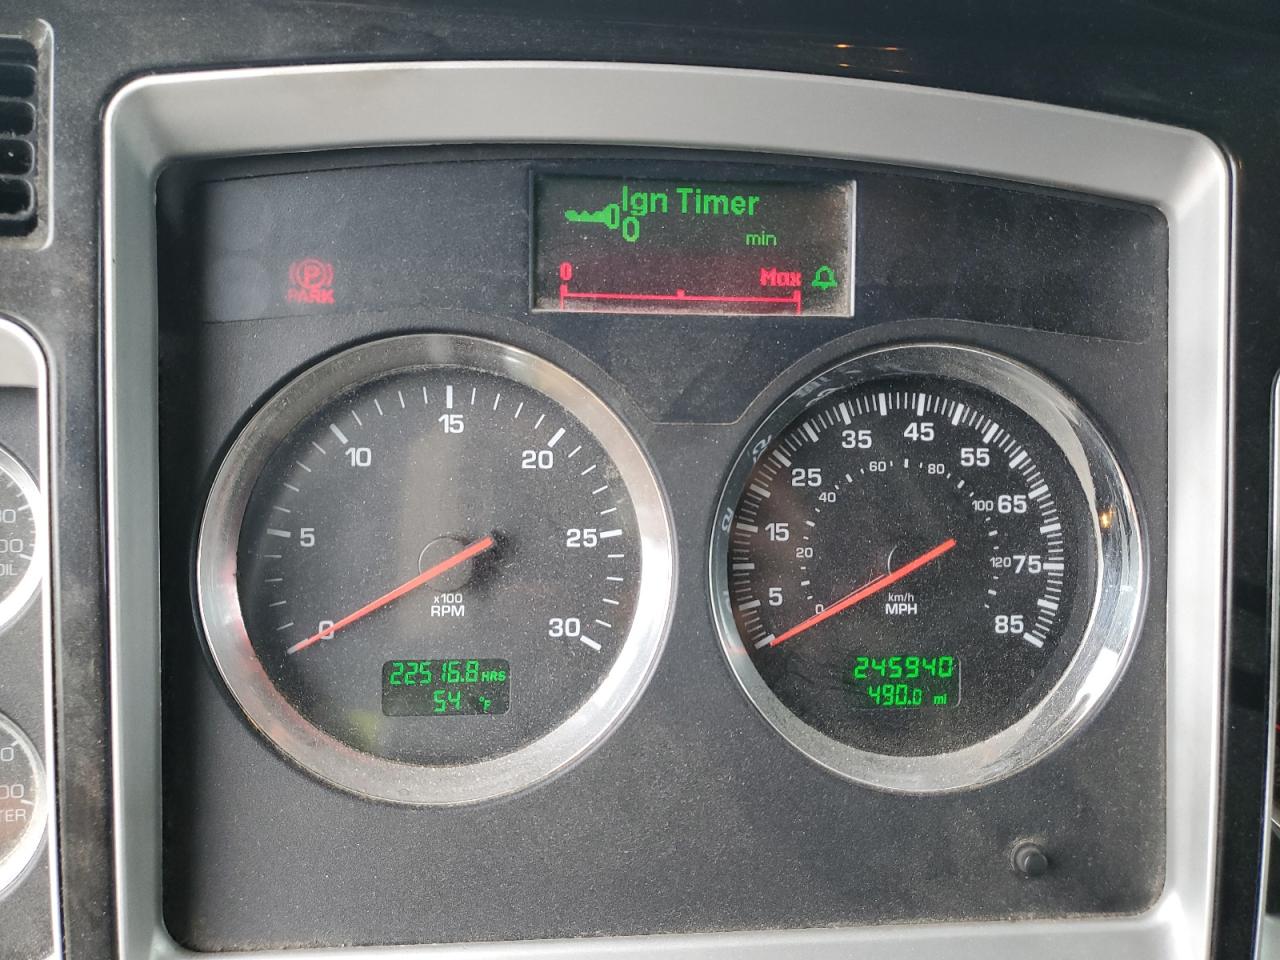 Ign Timer
0 min
0 Max
P
PARK
0 5 10 15 20 25 30
x100
RPM
22516.8 HRS
54 °F
5 15 25 35 45 55 65 75 85
0 20 40 60 80 100 120
km/h
MPH
245940
490.0 mi
OIL